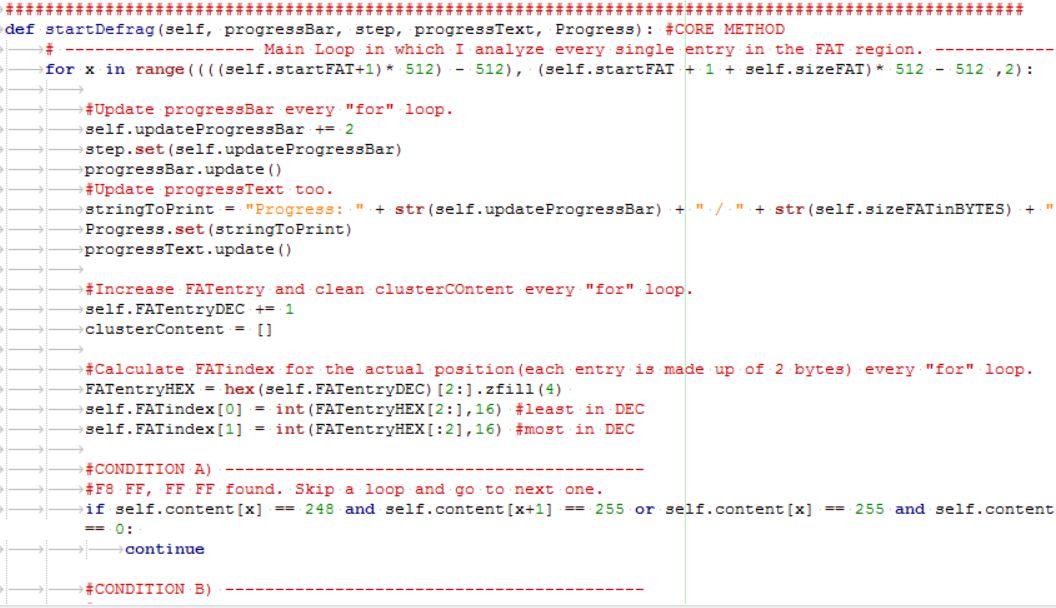 ######################################################################################################
def startDefrag(self, progressBar, step, progressText, Progress): #CORE METHOD
# -------------------- Main Loop in which I analyze every single entry in the FAT region. ------------
for x in range((((self.startFAT+1)* 512) - 512), (self.startFAT + 1 + self.sizeFAT)* 512 - 512 ,2):
#Update progressBar every "for" loop.
self.updateProgressBar += 2
step.set(self.updateProgressBar)
progressBar.update()
#Update progressText too.
stringToPrint = "Progress: " + str(self.updateProgressBar) + " / " + str(self.sizeFATinBYTES) + "
Progress.set(stringToPrint)
progressText.update()
#Increase FATentry and clean clusterCOntent every "for" loop.
self.FATentryDEC += 1
clusterContent = []
#Calculate FATindex for the actual position(each entry is made up of 2 bytes) every "for" loop.
FATentryHEX = hex(self.FATentryDEC)[2:].zfill(4)
self.FATindex[0] = int(FATentryHEX[2:],16) #least in DEC
self.FATindex[1] = int(FATentryHEX[:2],16) #most in DEC
#CONDITION A) ------------------------------------------
#F8 FF, FF FF found. Skip a loop and go to next one.
if self.content[x] == 248 and self.content[x+1] == 255 or self.content[x] == 255 and self.content
== 0:
continue
#CONDITION B) ------------------------------------------